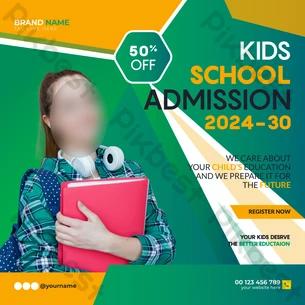 BRAND NAME
50%
OFF
KIDS
SCHOOL
ADMISSION
2024-30
WE CARE ABOUT
YOUR CHILD'S EDUCATION
AND WE PREPARE IT FOR
THE FUTURE
REGISTER NOW
YOUR KIDS DESIRVE
THE BETTER EDUCTAION
@yourname
00 123 456 789
your website here